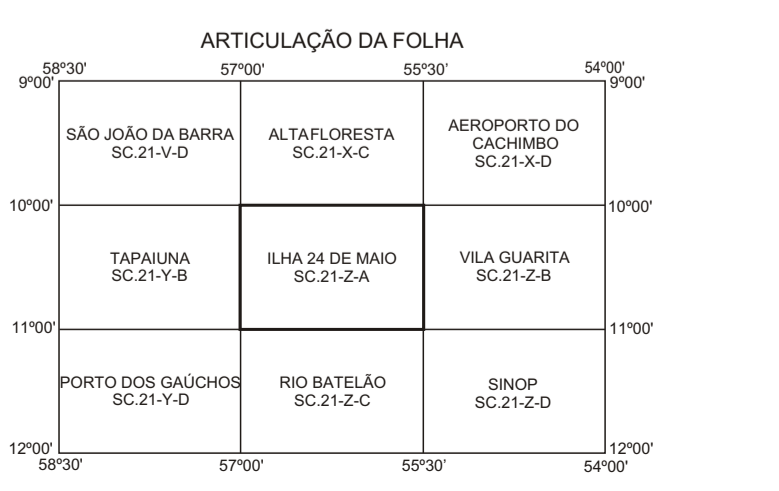 ARTICULAÇÃO DA FOLHA
58º30'
57º00'
55º30'
54º00'
9º00'
9º00'
SÃO JOÃO DA BARRA
SC.21-V-D
ALTAFLORESTA
SC.21-X-C
AEROPORTO DO
CACHIMBO
SC.21-X-D
10º00'
10º00'
TAPAIUNA
SC.21-Y-B
ILHA 24 DE MAIO
SC.21-Z-A
VILA GUARITA
SC.21-Z-B
11º00'
11º00'
PORTO DOS GAÚCHOS
SC.21-Y-D
RIO BATELÃO
SC.21-Z-C
SINOP
SC.21-Z-D
12º00'
12º00'
58º30'
57º00'
55º30'
54º00'